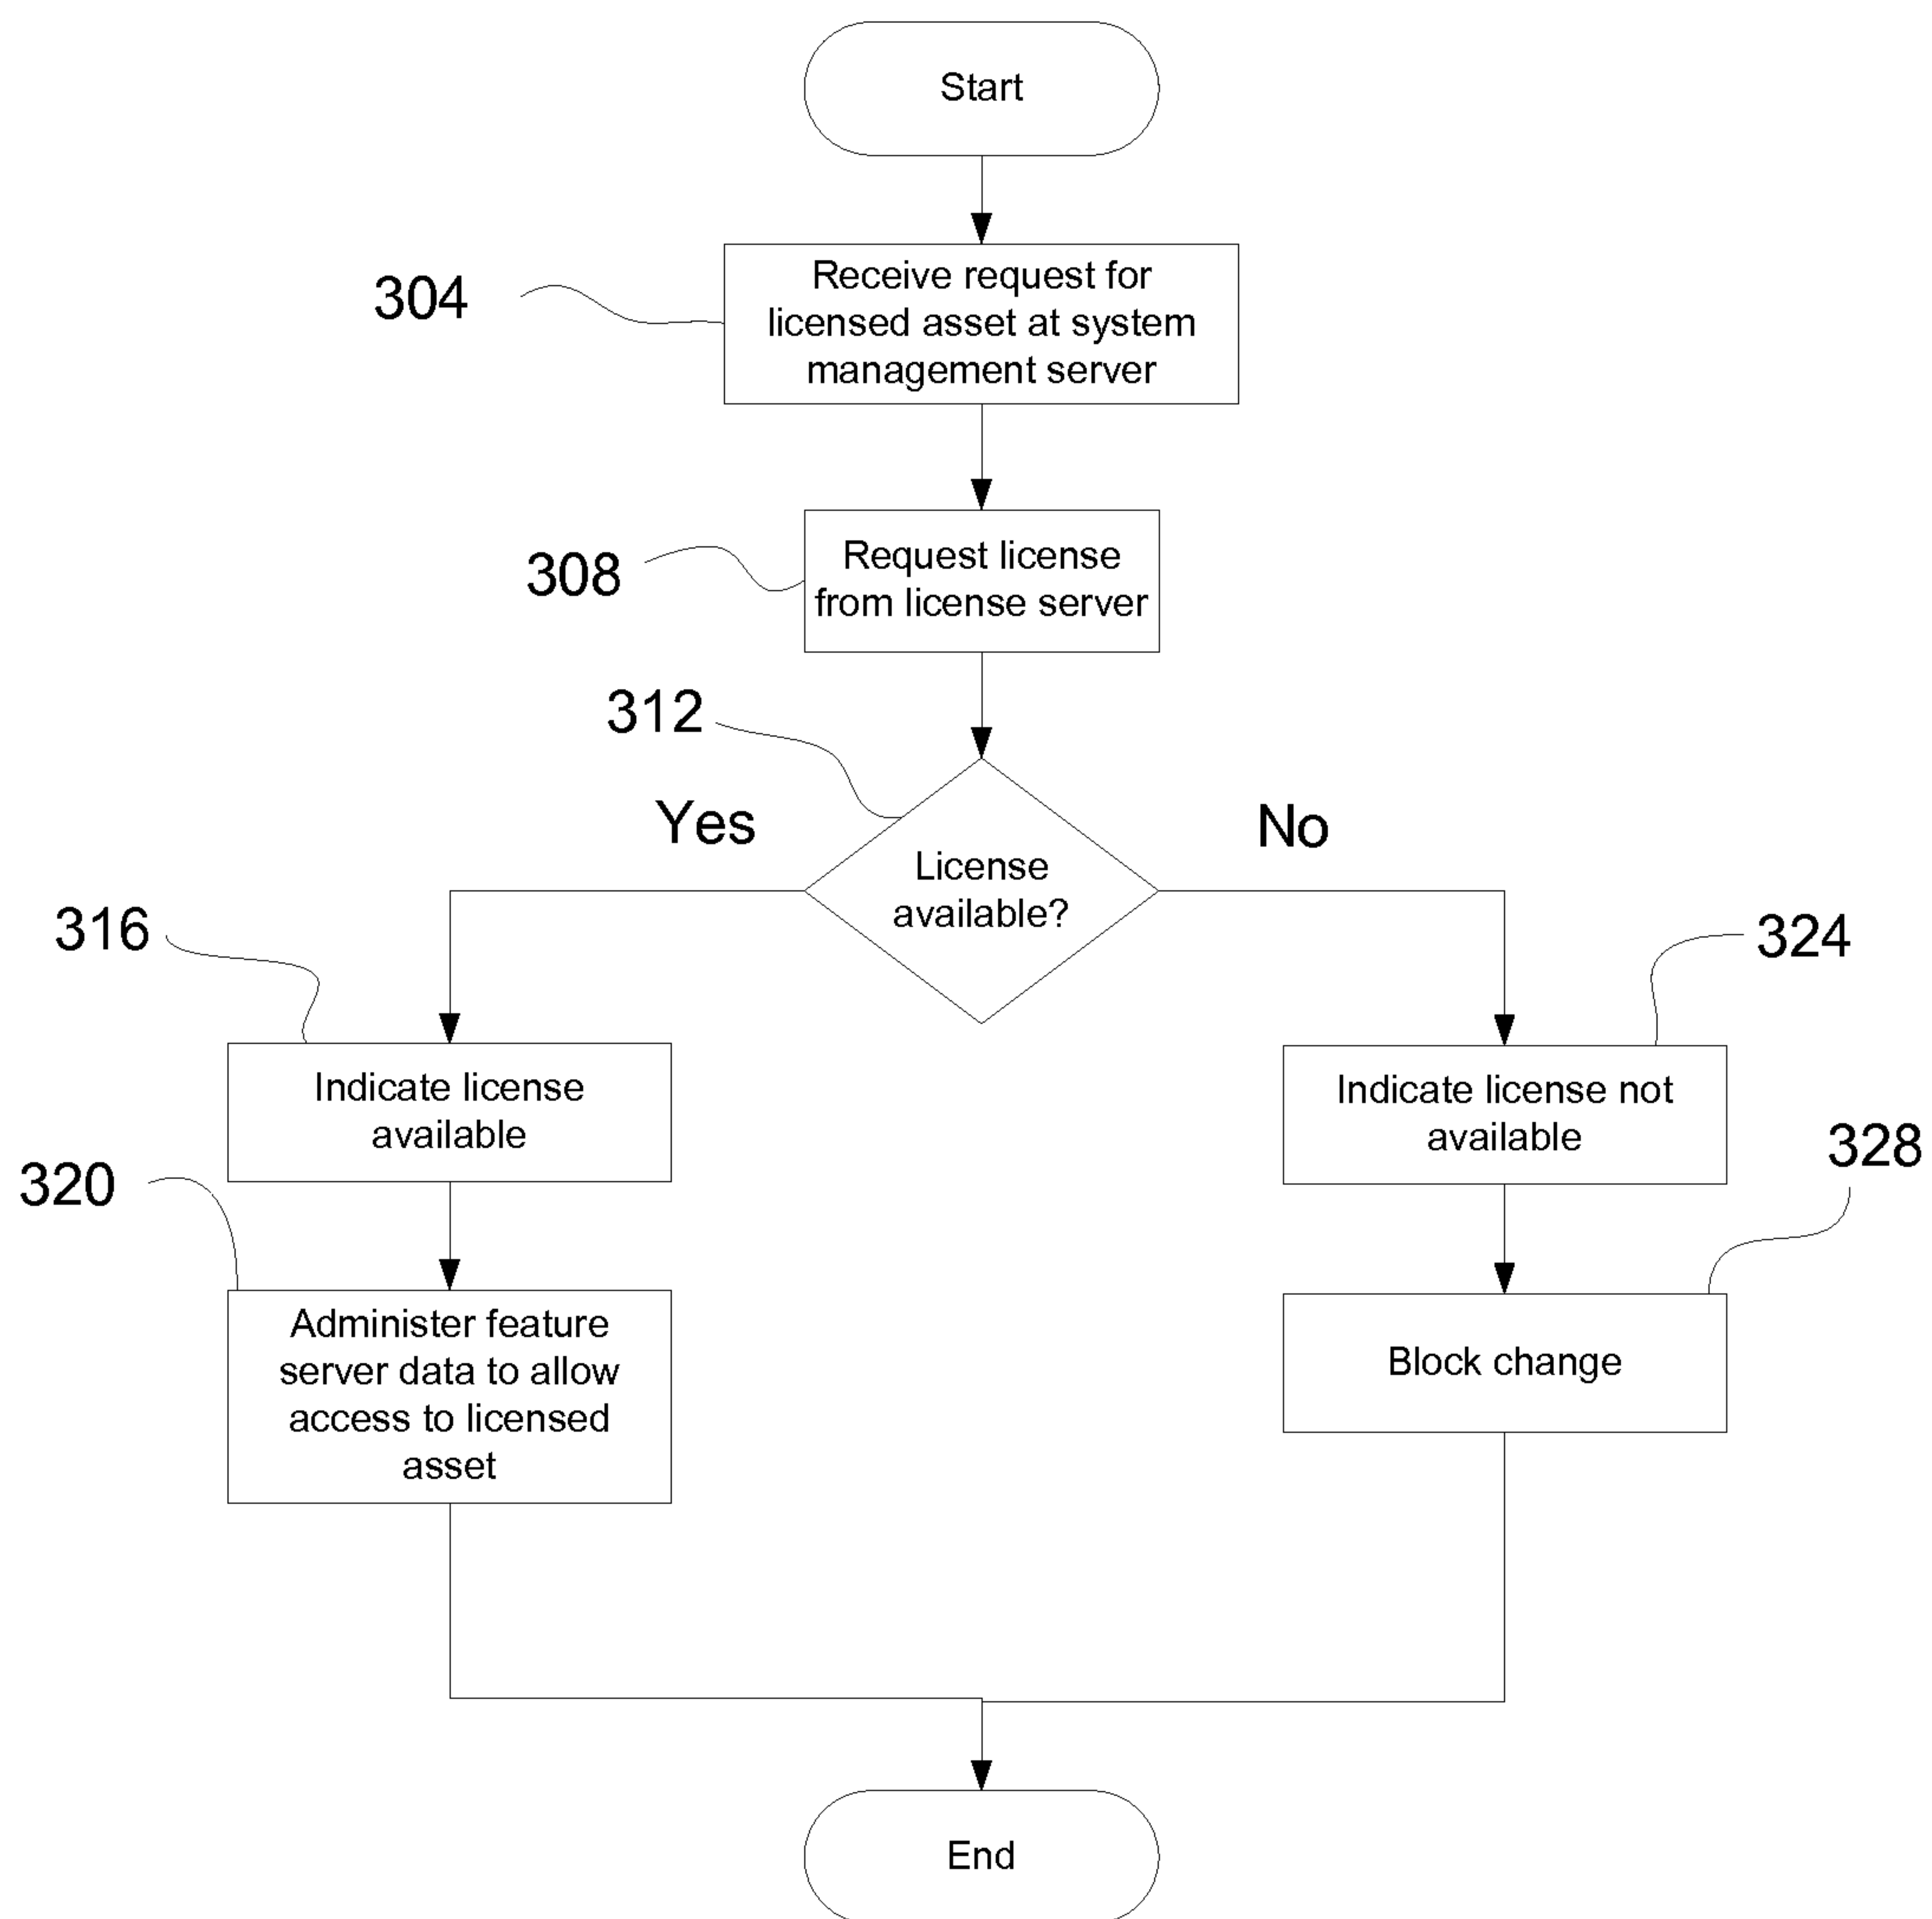 Start
304
Receive request for
licensed asset at system
management server
308
Request license
from license server
312
Yes
No
License
available?
316
324
Indicate license
available
Indicate license not
available
320
328
Administer feature
server data to allow
access to licensed
asset
Block change
End